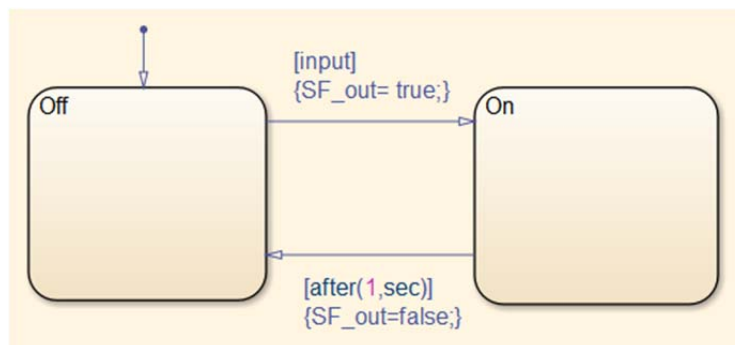 [input]
{SF_out= true;}
Off
On
[after(1,sec)]
{SF_out=false;}